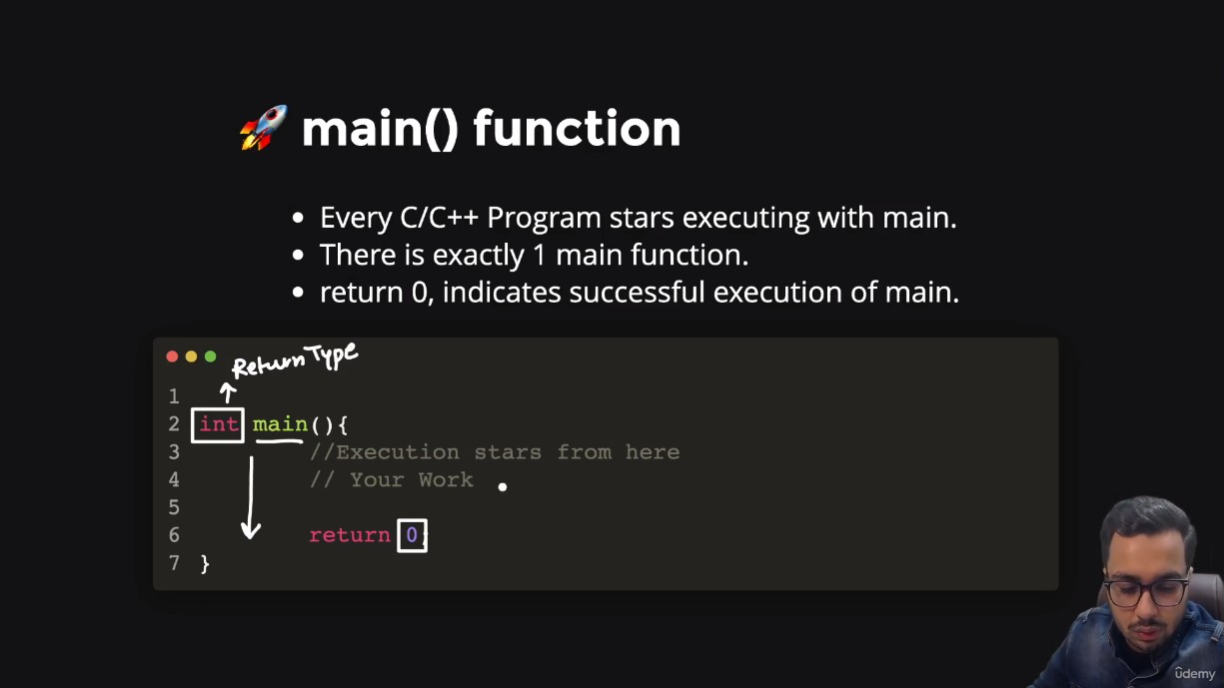 🚀 main() function
• Every C/C++ Program stars executing with main.
• There is exactly 1 main function.
• return 0, indicates successful execution of main.
Return Type
1
2 int main(){
3 //Execution stars from here
4 // Your Work
5
6 return 0;
7 }
ûdemy